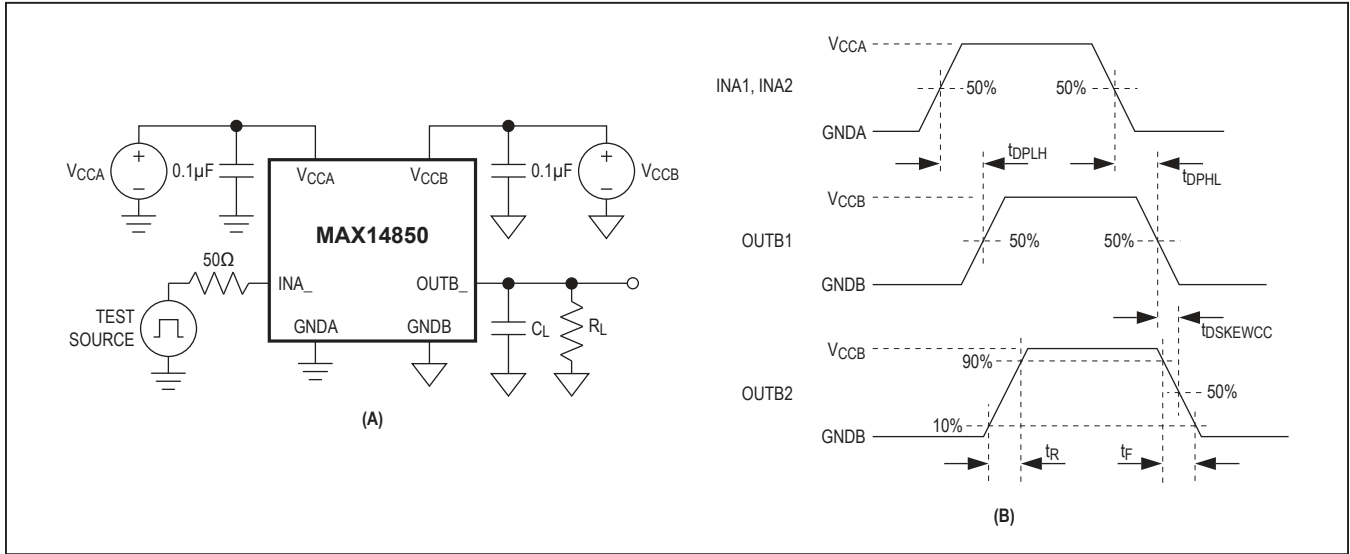 VCCA
0.1µF
VCCA
VCCB
0.1µF
VCCB
MAX14850
50Ω
INA_
OUTB_
TEST
SOURCE
GNDA
GNDB
CL
RL
(A)
VCCA
INA1, INA2
50%
50%
GNDA
tDPLH
tDPHL
VCCB
OUTB1
50%
50%
GNDB
tDSKEWCC
VCCB
90%
OUTB2
50%
10%
GNDB
tR
tF
(B)